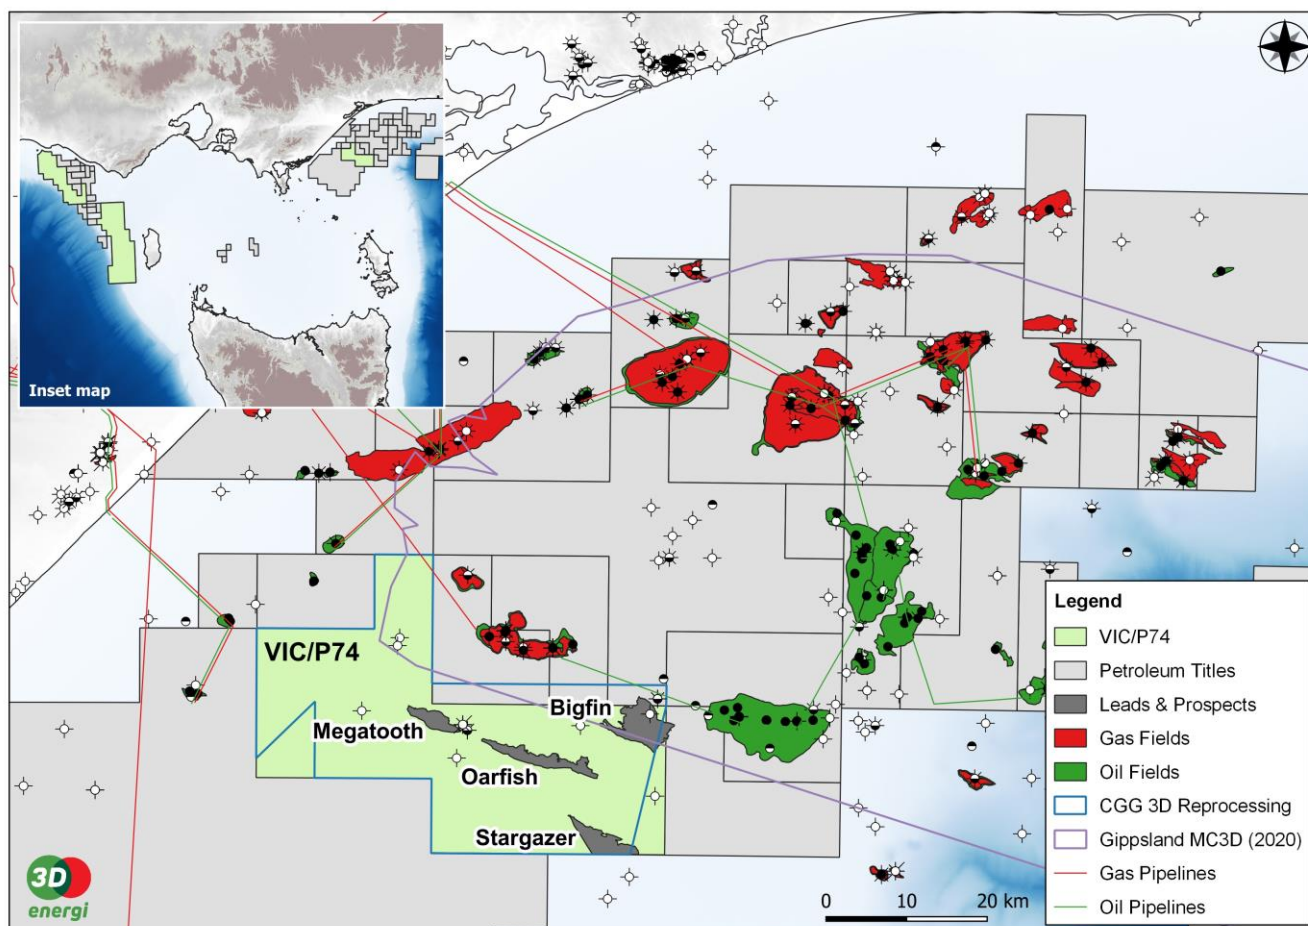 Inset map
VIC/P74
Megatooth
Bigfin
Oarfish
Stargazer
3D
energi
0 10 20 km
Legend
VIC/P74
Petroleum Titles
Leads & Prospects
Gas Fields
Oil Fields
CGG 3D Reprocessing
Gippsland MC3D (2020)
Gas Pipelines
Oil Pipelines